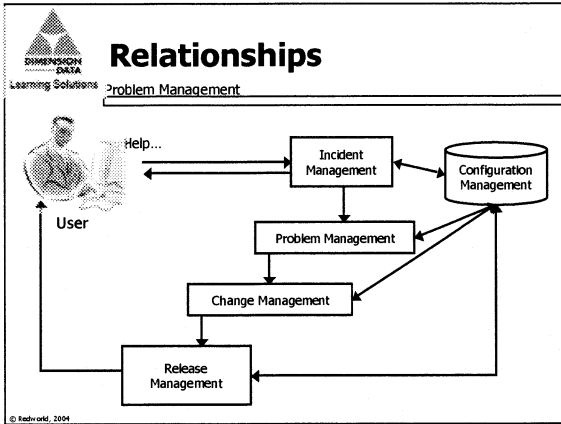 DIMENSION
DATA
Learning Solutions
Relationships
Problem Management
Help...
User
Incident
Management
Configuration
Management
Problem Management
Change Management
Release
Management
© Redworld, 2004